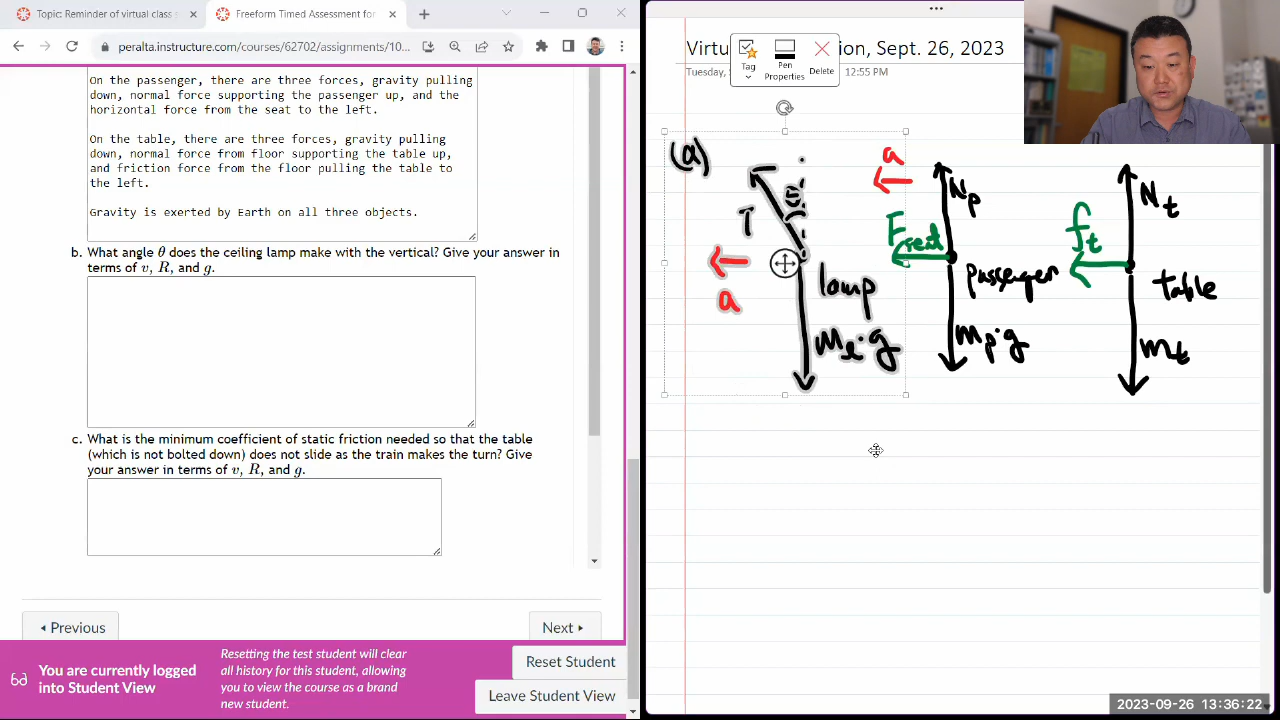 Topic: Reminder of virtual class
Freeform Timed Assessment for
peralta.instructure.com/courses/62702/assignments/10...
On the passenger, there are three forces, gravity pulling
down, normal force supporting the passenger up, and the
horizontal force from the seat to the left.
On the table, there are three forces, gravity pulling
down, normal force from floor supporting the table up,
and friction force from the floor pulling the table to
the left.
Gravity is exerted by Earth on all three objects.
b. What angle θ does the ceiling lamp make with the vertical? Give your answer in
terms of v, R, and g.
c. What is the minimum coefficient of static friction needed so that the table
(which is not bolted down) does not slide as the train makes the turn? Give
your answer in terms of v, R, and g.
Previous
Next
You are currently logged
into Student View
Resetting the test student will clear
all history for this student, allowing
you to view the course as a brand
new student.
Reset Student
Leave Student View
Virtu
ion, Sept. 26, 2023
Tuesday,
12:55 PM
Tag
Pen
Properties
Delete
(a)
θ
T
a
lamp
m_l·g
a
N_p
F_seat
passenger
m_p·g
N_t
f_t
table
m_t
2023-09-26 13:36:22